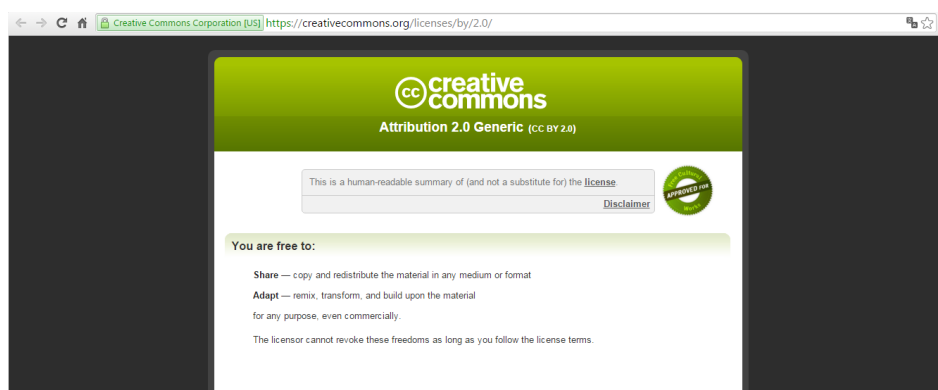 Creative Commons Corporation [US] https://creativecommons.org/licenses/by/2.0/
cc creative
commons
Attribution 2.0 Generic (CC BY 2.0)
This is a human-readable summary of (and not a substitute for) the license.
Disclaimer
Free Cultural
APPROVED FOR
Works
You are free to:
Share — copy and redistribute the material in any medium or format
Adapt — remix, transform, and build upon the material
for any purpose, even commercially.
The licensor cannot revoke these freedoms as long as you follow the license terms.